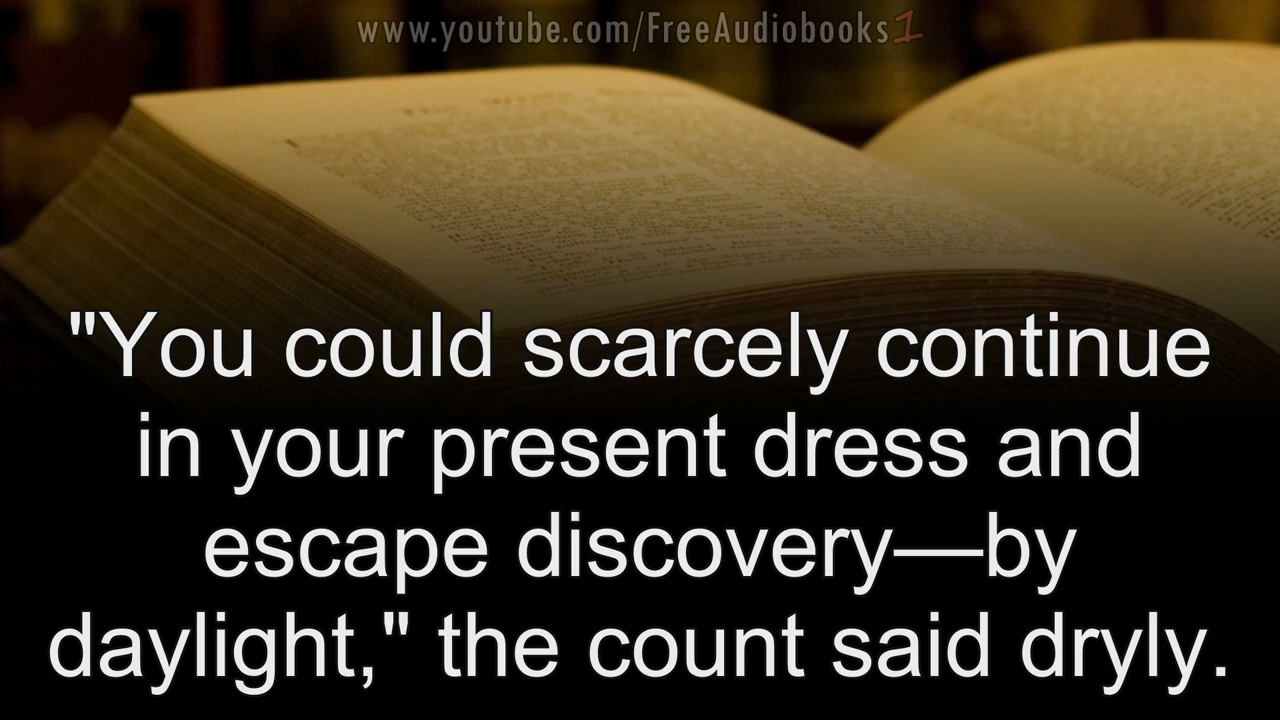 www.youtube.com/FreeAudiobooks1
"You could scarcely continue
in your present dress and
escape discovery—by
daylight," the count said dryly.